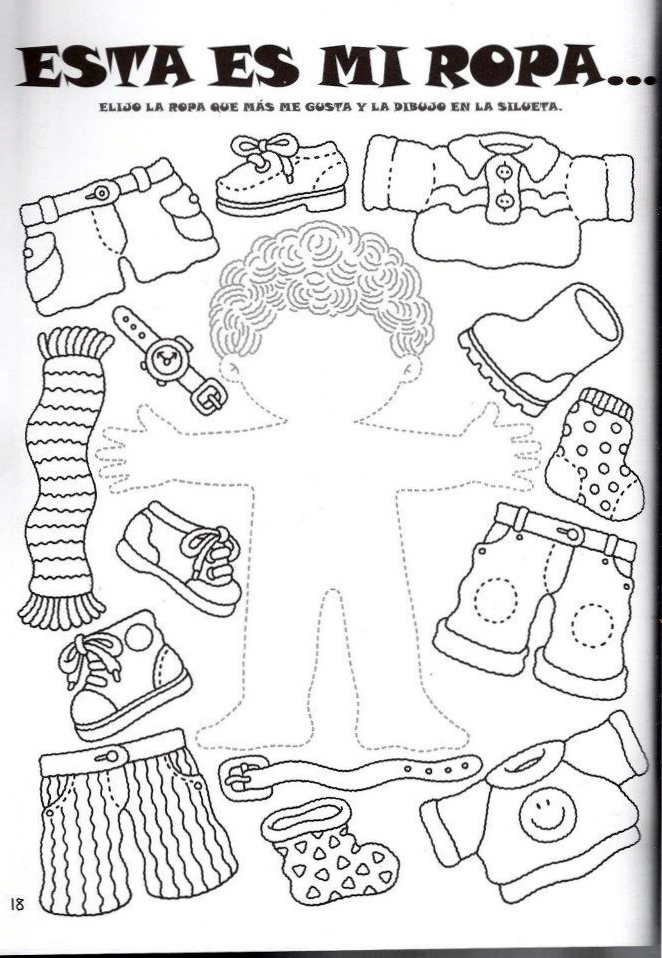 ESTA ES MI ROPA...
ELIJO LA ROPA QUE MÁS ME GUSTA Y LA DIBUJO EN LA SILUETA.
18